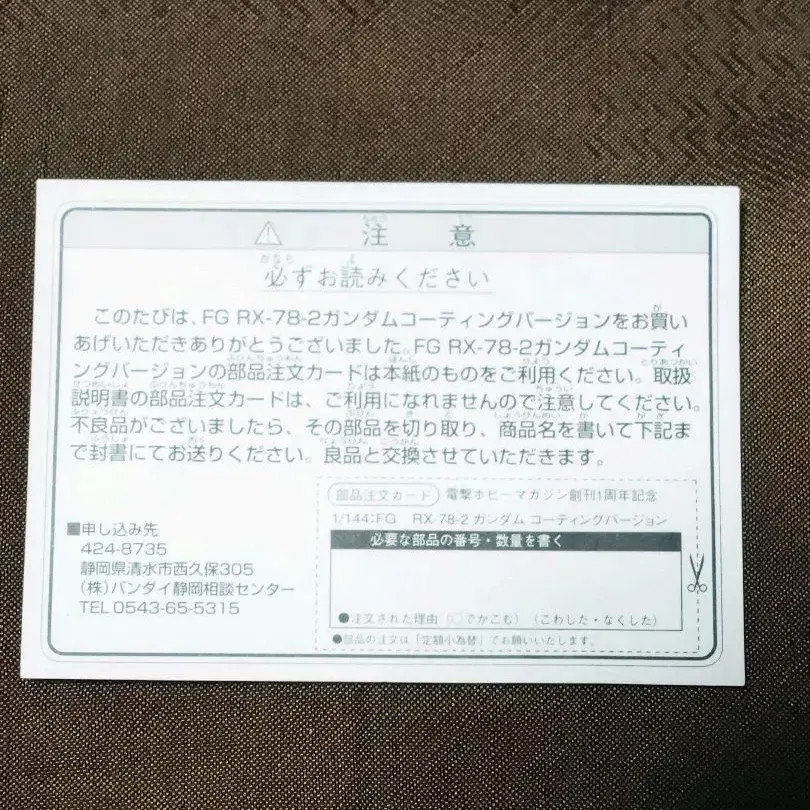 注意
必ずお読みください
このたびは、FG RX-78-2ガンダムコーティングバージョンをお買い
あげいただきありがとうございました。FG RX-78-2ガンダムコーティ
ングバージョンの部品注文カードは本紙のものをご利用ください。取扱
説明書の部品注文カードは、ご利用になれませんので注意してください。
不良品がございましたら、その部品を切り取り、商品名を書いて下記ま
で封書にてお送りください。良品と交換させていただきます。
■申し込み先
424-8735
静岡県清水市西久保305
(株)バンダイ静岡相談センター
TEL 0543-65-5315
部品注文カード 電撃ホビーマガジン創刊1周年記念
1/144:FG RX-78-2 ガンダム コーティングバージョン
必要な部品の番号・数量を書く
●注文された理由(○でかこむ)(こわした・なくした)
●部品の注文は「定額小為替」でお願いいたします。